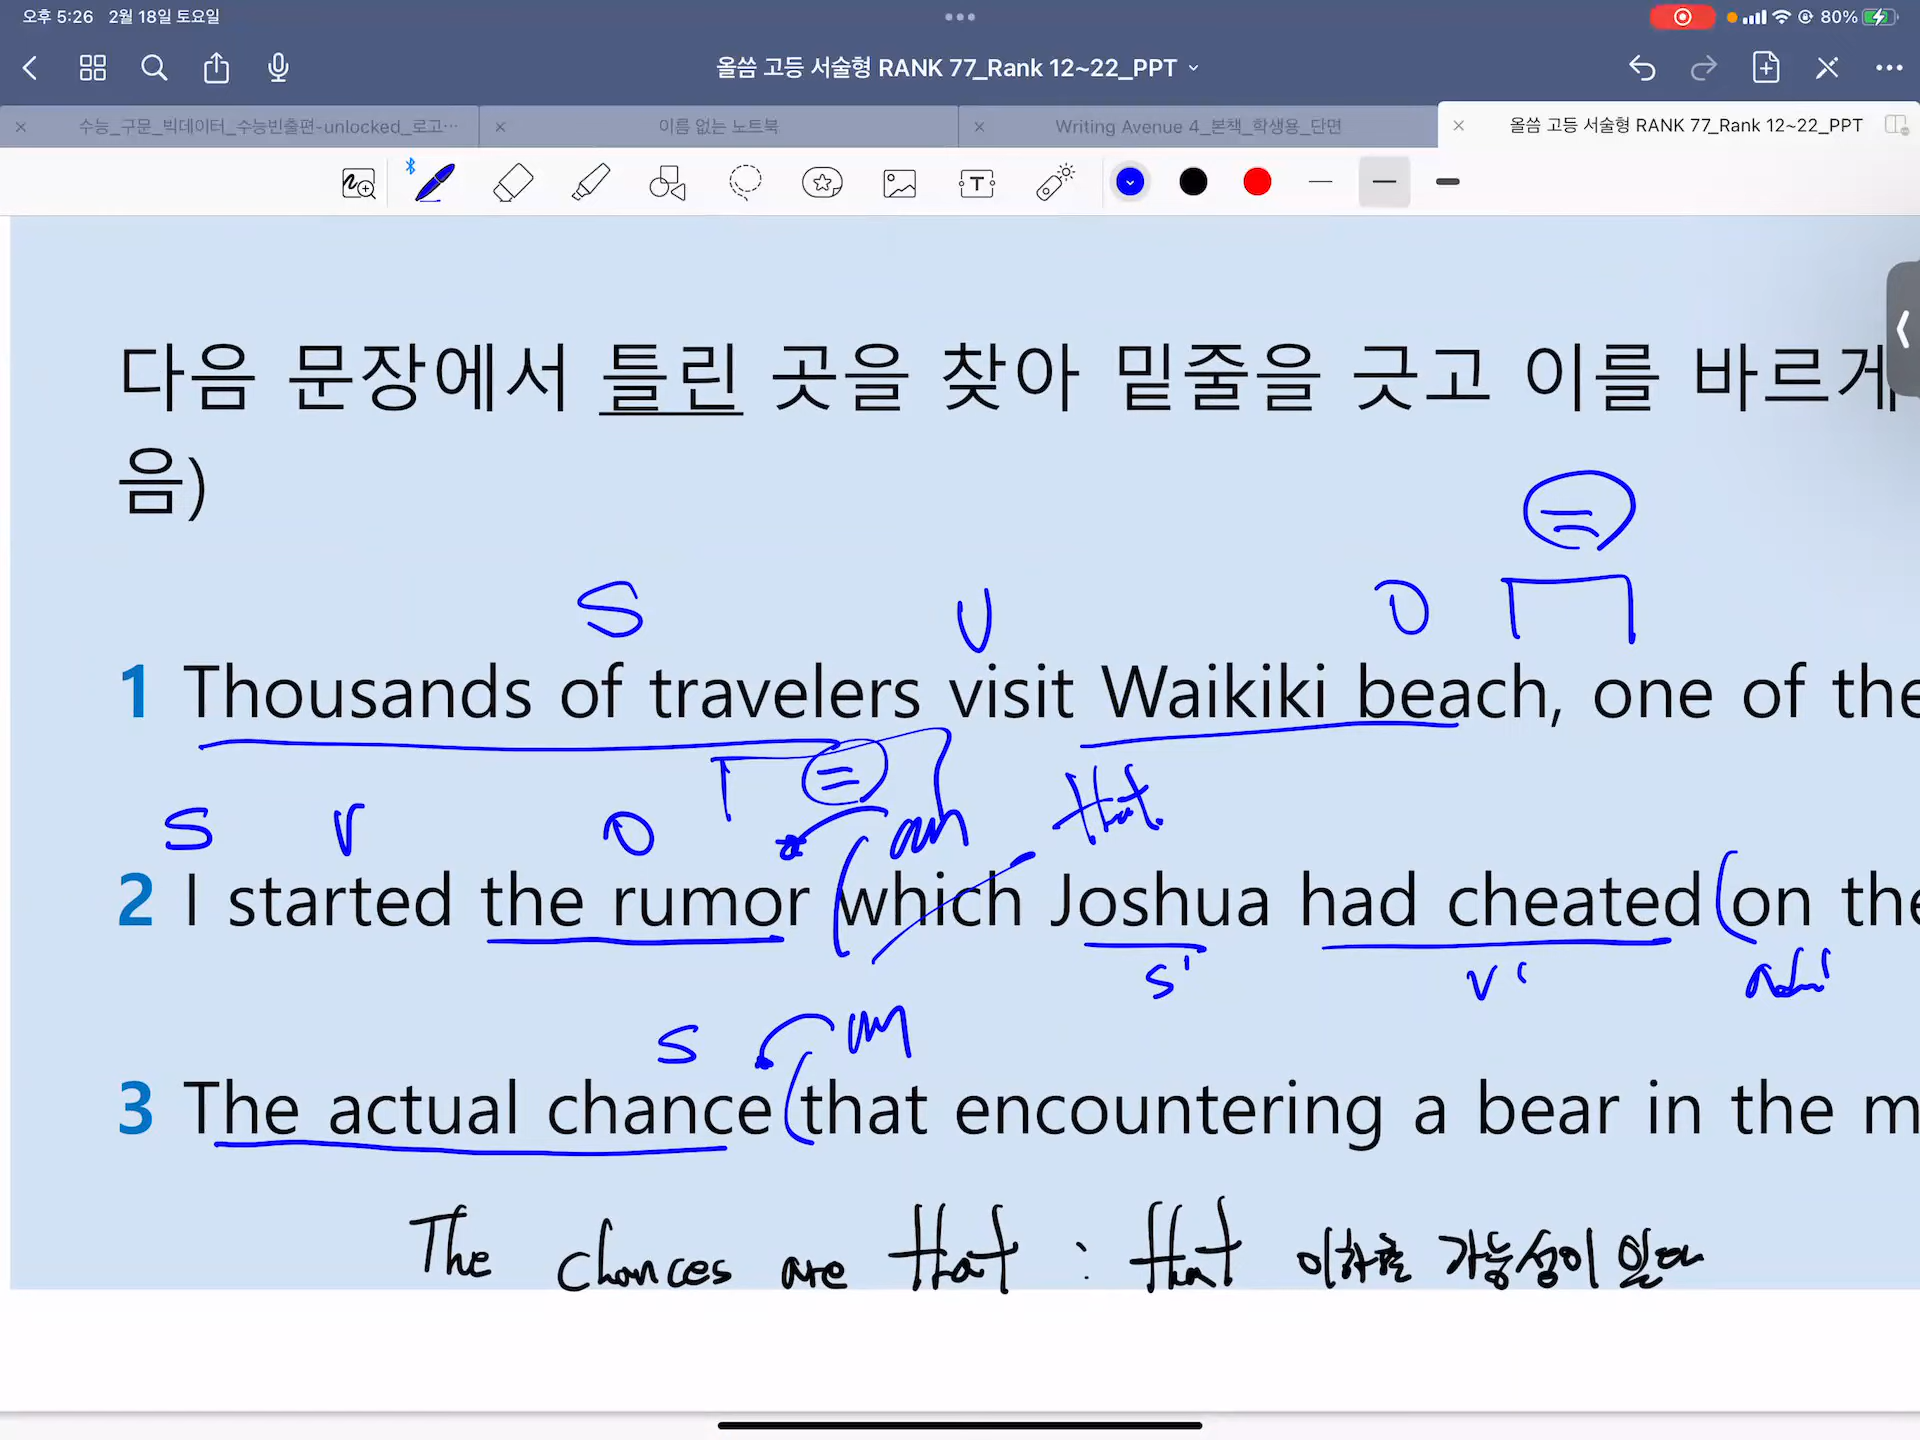 오후 5:26 2월 18일 토요일 80%
올씀 고등 서술형 RANK 77_Rank 12~22_PPT
수능_구문_빅데이터_수능빈출편-unlocked_로고… 이름 없는 노트북 Writing Avenue 4_본책_학생용_단면 올씀 고등 서술형 RANK 77_Rank 12~22_PPT
T
다음 문장에서 틀린 곳을 찾아 밑줄을 긋고 이를 바르게
음)
=
S V O
1 Thousands of travelers visit Waikiki beach, one of the
S V O = that
2 I started the rumor (which Joshua had cheated (on the
S' V'
S
3 The actual chance (that encountering a bear in the m
The chances are that : that 이하할 가능성이 있다